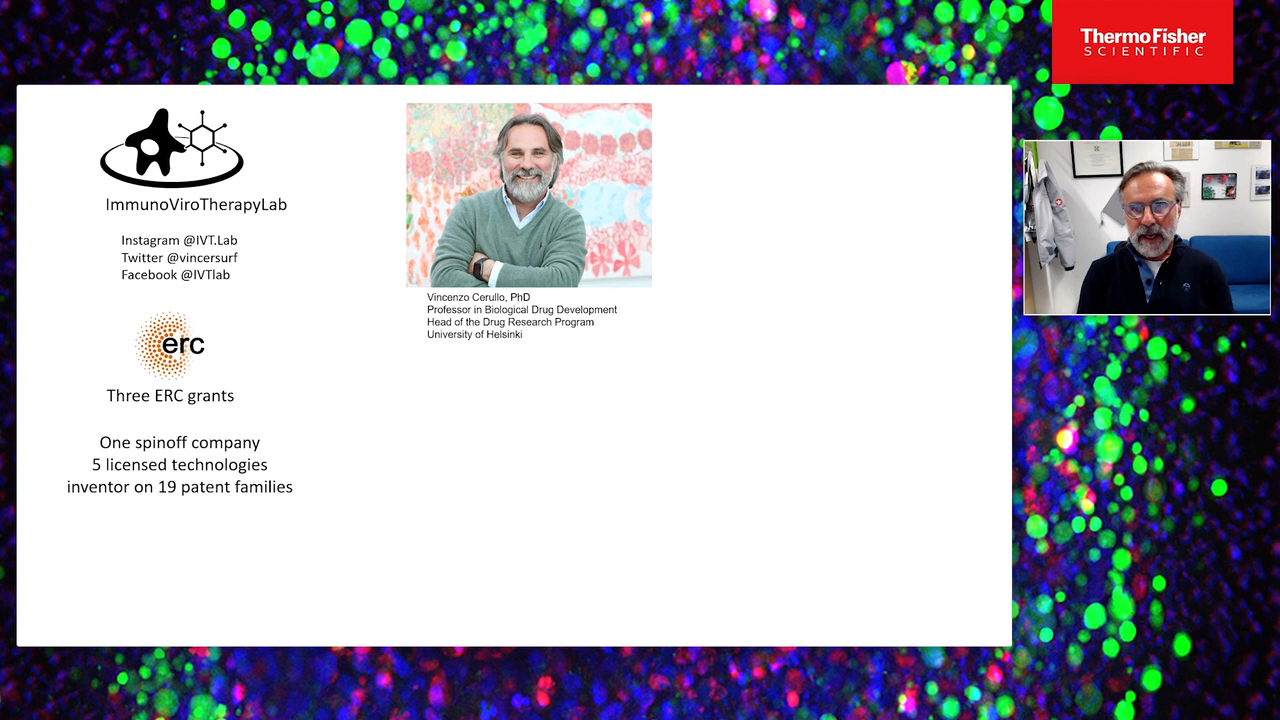 ThermoFisher
SCIENTIFIC
ImmunoViroTherapyLab
Instagram @IVT.Lab
Twitter @vincersurf
Facebook @IVTlab
erc
Three ERC grants
One spinoff company
5 licensed technologies
inventor on 19 patent families
Vincenzo Cerullo, PhD
Professor in Biological Drug Development
Head of the Drug Research Program
University of Helsinki